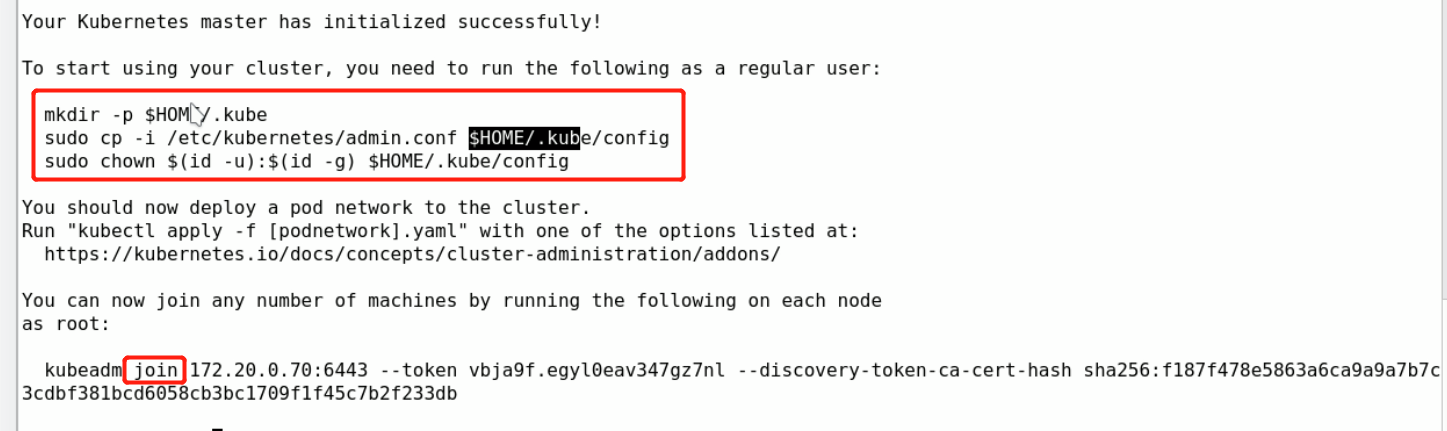 Your Kubernetes master has initialized successfully!
To start using your cluster, you need to run the following as a regular user:
mkdir -p $HOME/.kube
sudo cp -i /etc/kubernetes/admin.conf $HOME/.kube/config
sudo chown $(id -u):$(id -g) $HOME/.kube/config
You should now deploy a pod network to the cluster.
Run "kubectl apply -f [podnetwork].yaml" with one of the options listed at:
https://kubernetes.io/docs/concepts/cluster-administration/addons/
You can now join any number of machines by running the following on each node
as root:
kubeadm join 172.20.0.70:6443 --token vbja9f.egyl0eav347gz7nl --discovery-token-ca-cert-hash sha256:f187f478e5863a6ca9a9a7b7c
3cdbf381bcd6058cb3bc1709f1f45c7b2f233db